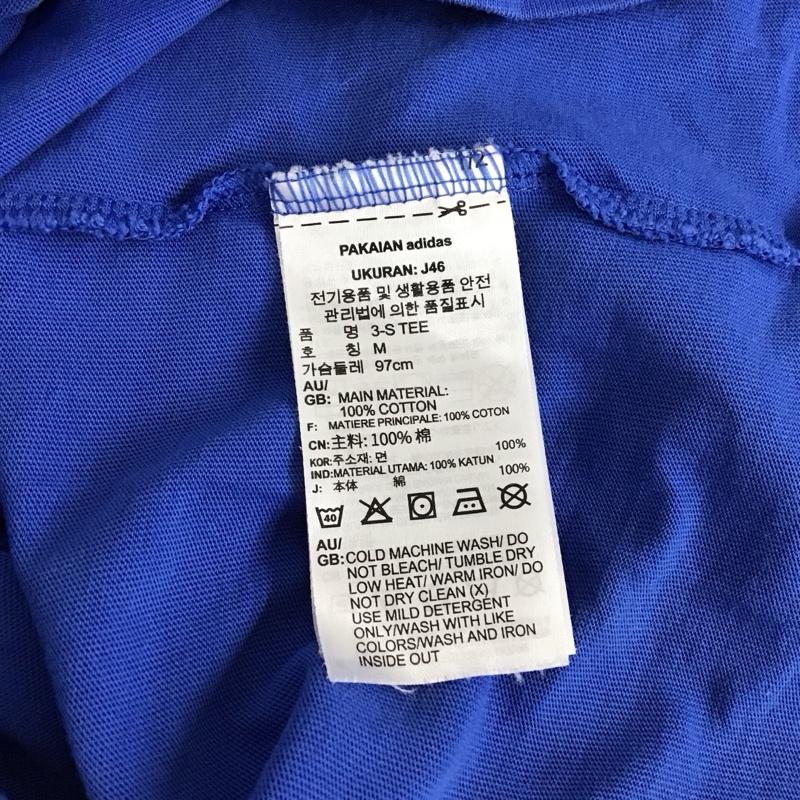 12
PAKAIAN adidas
UKURAN: J46
전기용품 및 생활용품 안전
관리법에 의한 품질표시
품 명 3-S TEE
호 칭 M
가슴둘레 97cm
AU/
GB: MAIN MATERIAL:
100% COTTON
F: MATIERE PRINCIPALE: 100% COTON
CN:主料: 100% 棉
KOR:주소재: 면 100%
IND:MATERIAL UTAMA: 100% KATUN
J: 本体 綿 100%
40
AU/
GB:COLD MACHINE WASH/ DO
NOT BLEACH/ TUMBLE DRY
LOW HEAT/ WARM IRON/ DO
NOT DRY CLEAN (X)
USE MILD DETERGENT
ONLY/WASH WITH LIKE
COLORS/WASH AND IRON
INSIDE OUT